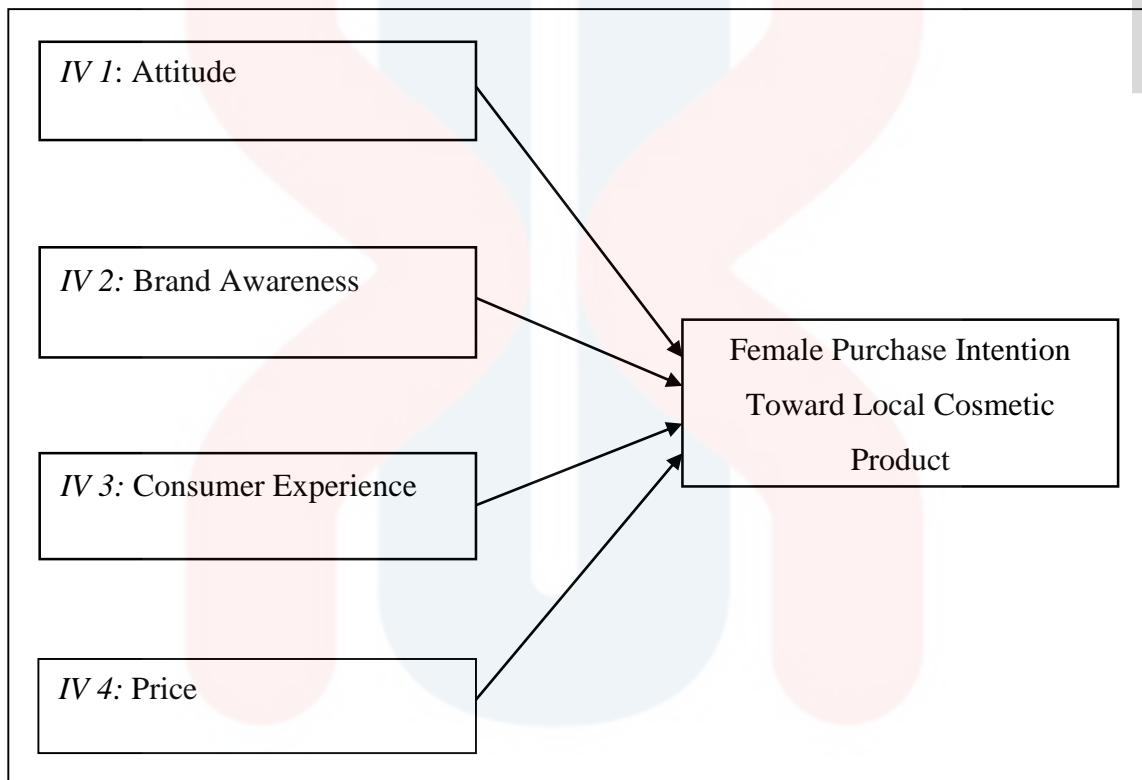 IV 1: Attitude
IV 2: Brand Awareness
IV 3: Consumer Experience
IV 4: Price
Female Purchase Intention
Toward Local Cosmetic
Product